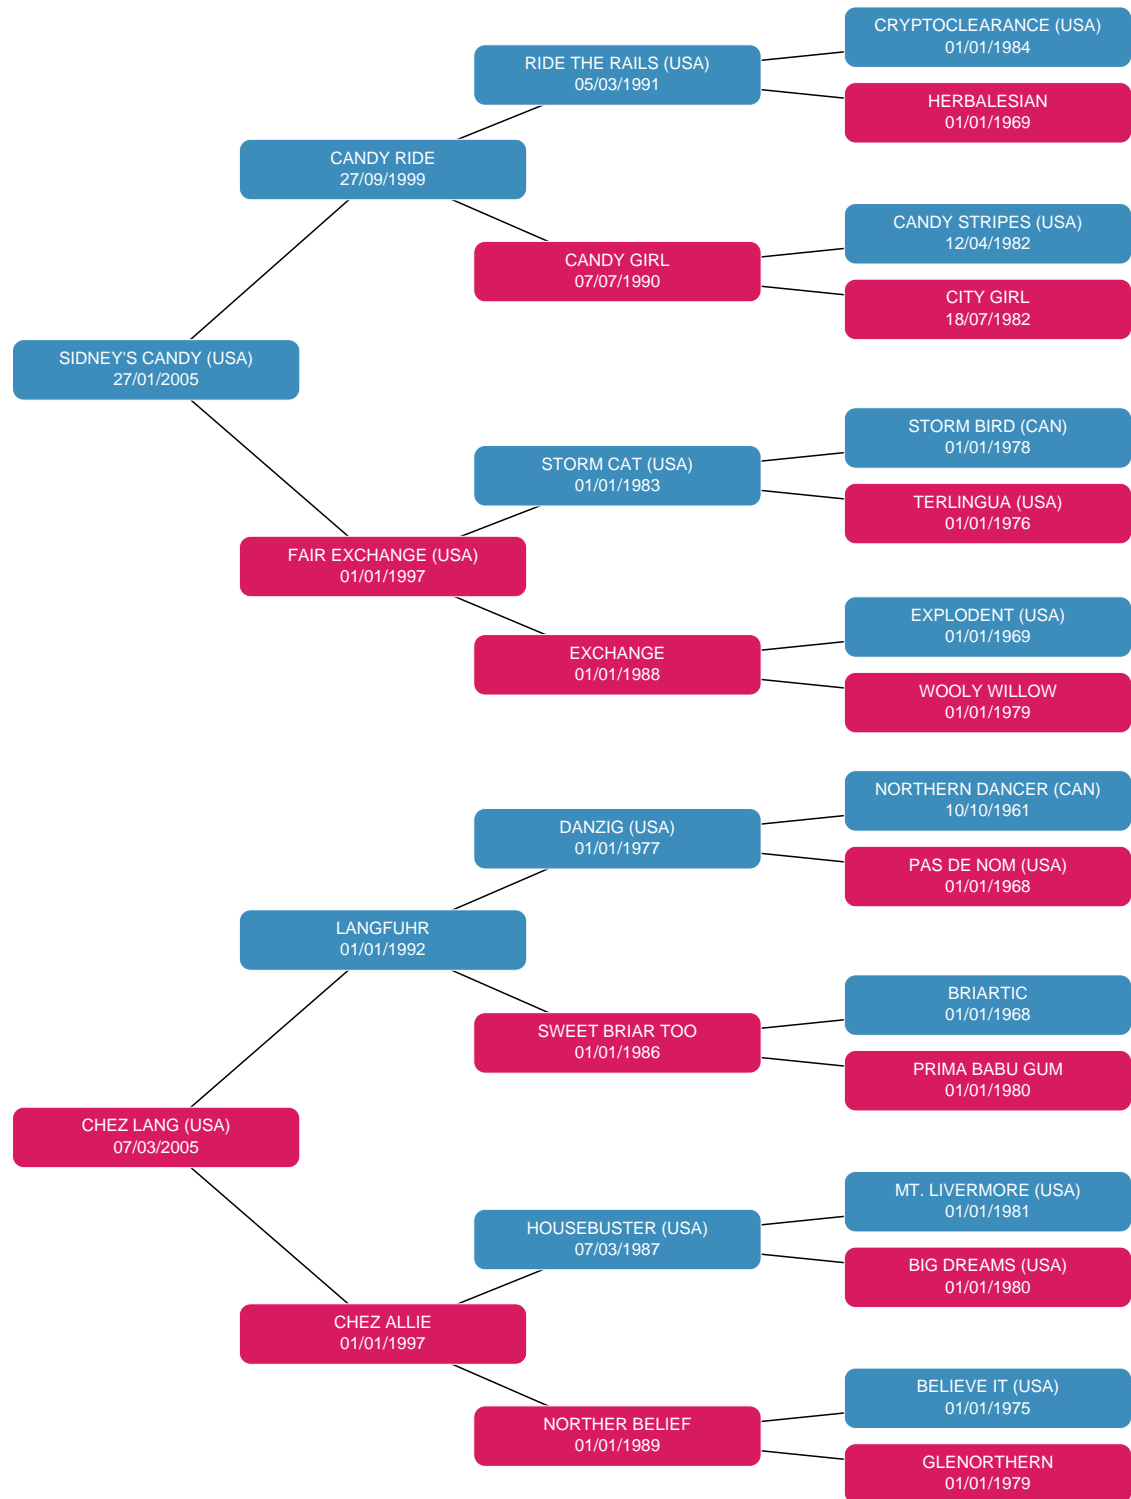 CRYPTOCLEARANCE (USA)
01/01/1984
RIDE THE RAILS (USA)
05/03/1991
HERBALESIAN
01/01/1969
CANDY RIDE
27/09/1999
CANDY STRIPES (USA)
12/04/1982
CANDY GIRL
07/07/1990
CITY GIRL
18/07/1982
SIDNEY'S CANDY (USA)
27/01/2005
STORM BIRD (CAN)
01/01/1978
STORM CAT (USA)
01/01/1983
TERLINGUA (USA)
01/01/1976
FAIR EXCHANGE (USA)
01/01/1997
EXPLODENT (USA)
01/01/1969
EXCHANGE
01/01/1988
WOOLY WILLOW
01/01/1979
NORTHERN DANCER (CAN)
10/10/1961
DANZIG (USA)
01/01/1977
PAS DE NOM (USA)
01/01/1968
LANGFUHR
01/01/1992
BRIARTIC
01/01/1968
SWEET BRIAR TOO
01/01/1986
PRIMA BABU GUM
01/01/1980
CHEZ LANG (USA)
07/03/2005
MT. LIVERMORE (USA)
01/01/1981
HOUSEBUSTER (USA)
07/03/1987
BIG DREAMS (USA)
01/01/1980
CHEZ ALLIE
01/01/1997
BELIEVE IT (USA)
01/01/1975
NORTHER BELIEF
01/01/1989
GLENORTHERN
01/01/1979